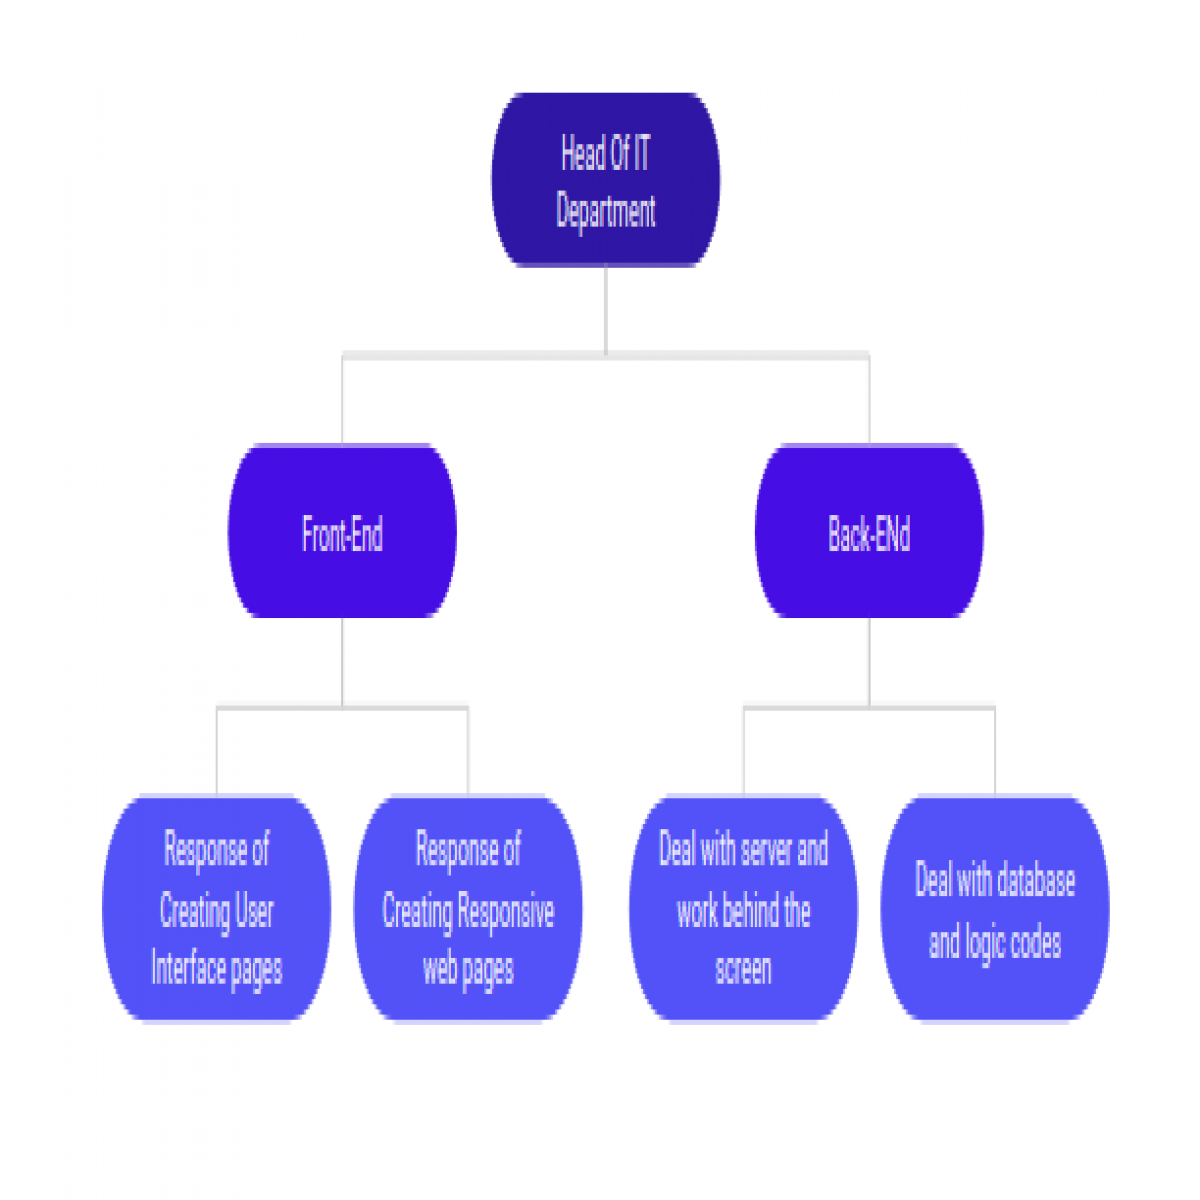 Head Of IT
Department
Front-End
Back-ENd
Response of
Creating User
Interface pages
Response of
Creating Responsive
web pages
Deal with server and
work behind the
screen
Deal with database
and logic codes